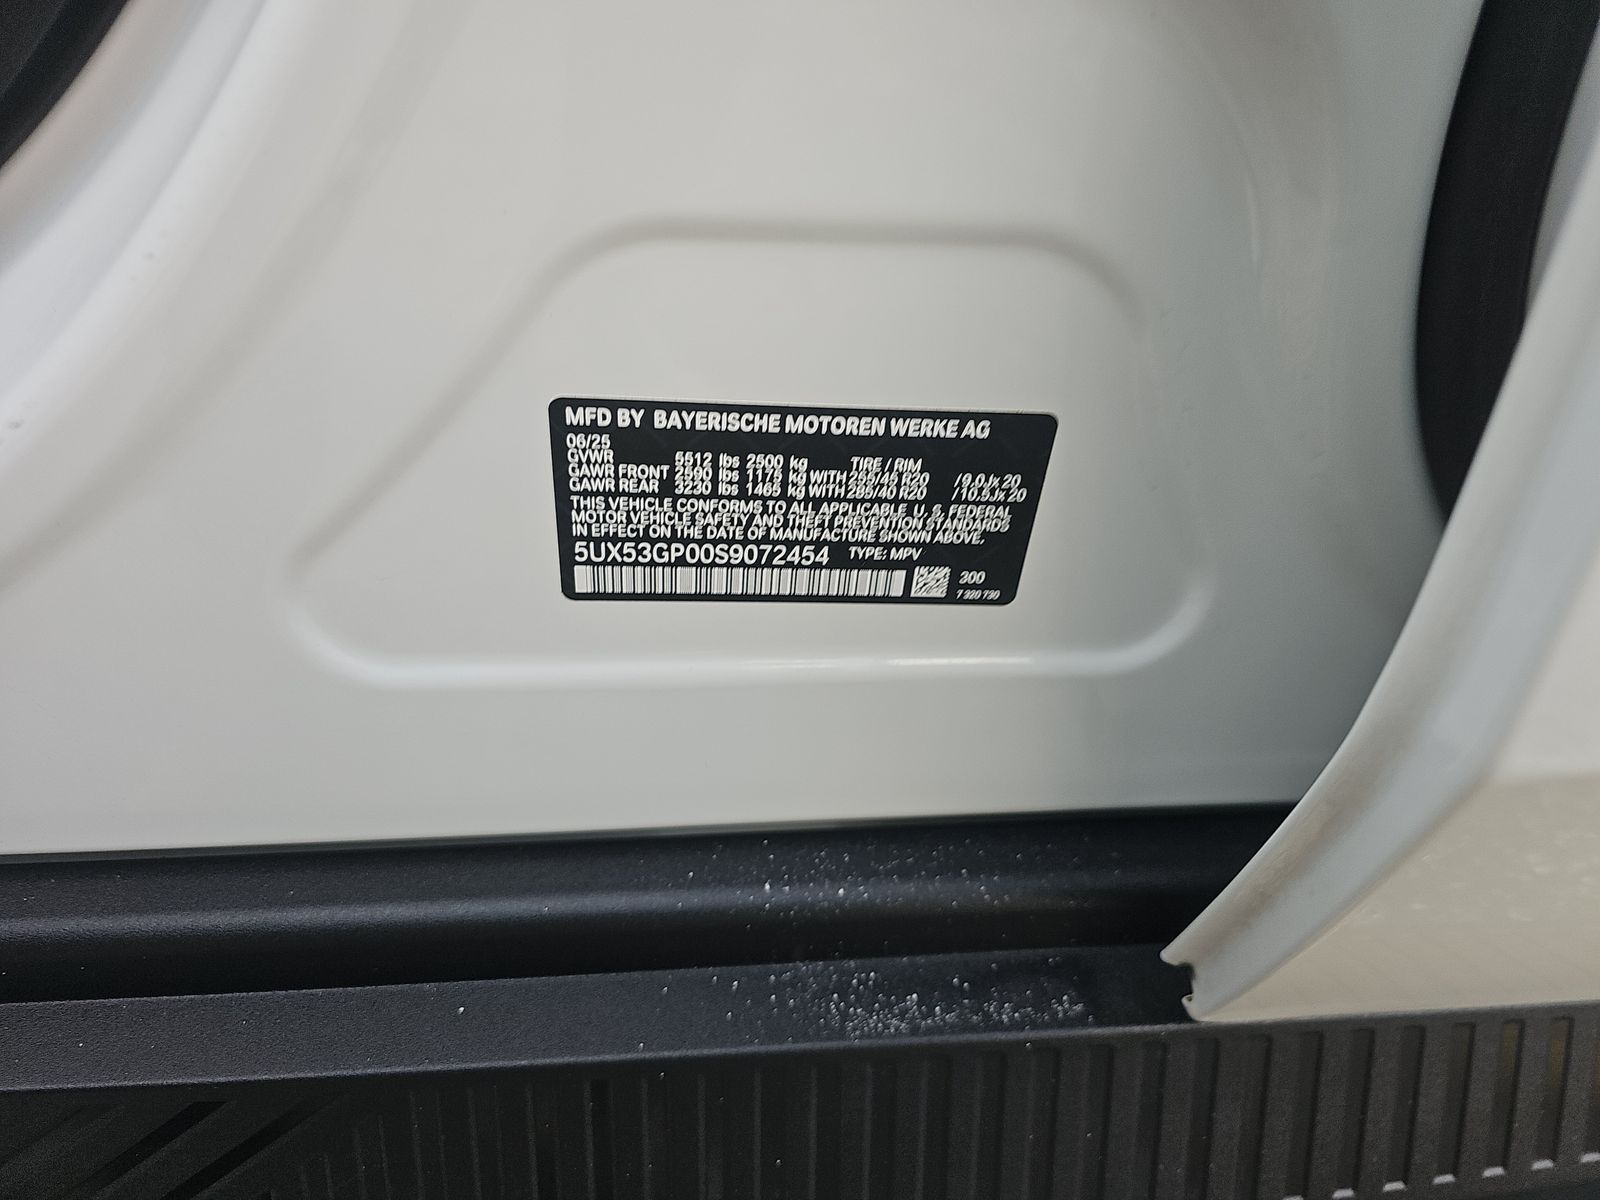 MFD BY BAYERISCHE MOTOREN WERKE AG
06/25
GVWR 5512 lbs 2500 kg TIRE / RIM
GAWR FRONT 2590 lbs 1175 kg WITH 255/45 R20 /9.0Jx20
GAWR REAR 3230 lbs 1465 kg WITH 285/40 R20 /10.5Jx20
THIS VEHICLE CONFORMS TO ALL APPLICABLE U.S. FEDERAL
MOTOR VEHICLE SAFETY AND THEFT PREVENTION STANDARDS
IN EFFECT ON THE DATE OF MANUFACTURE SHOWN ABOVE.
5UX53GP00S9072454 TYPE: MPV
300
7 320 730